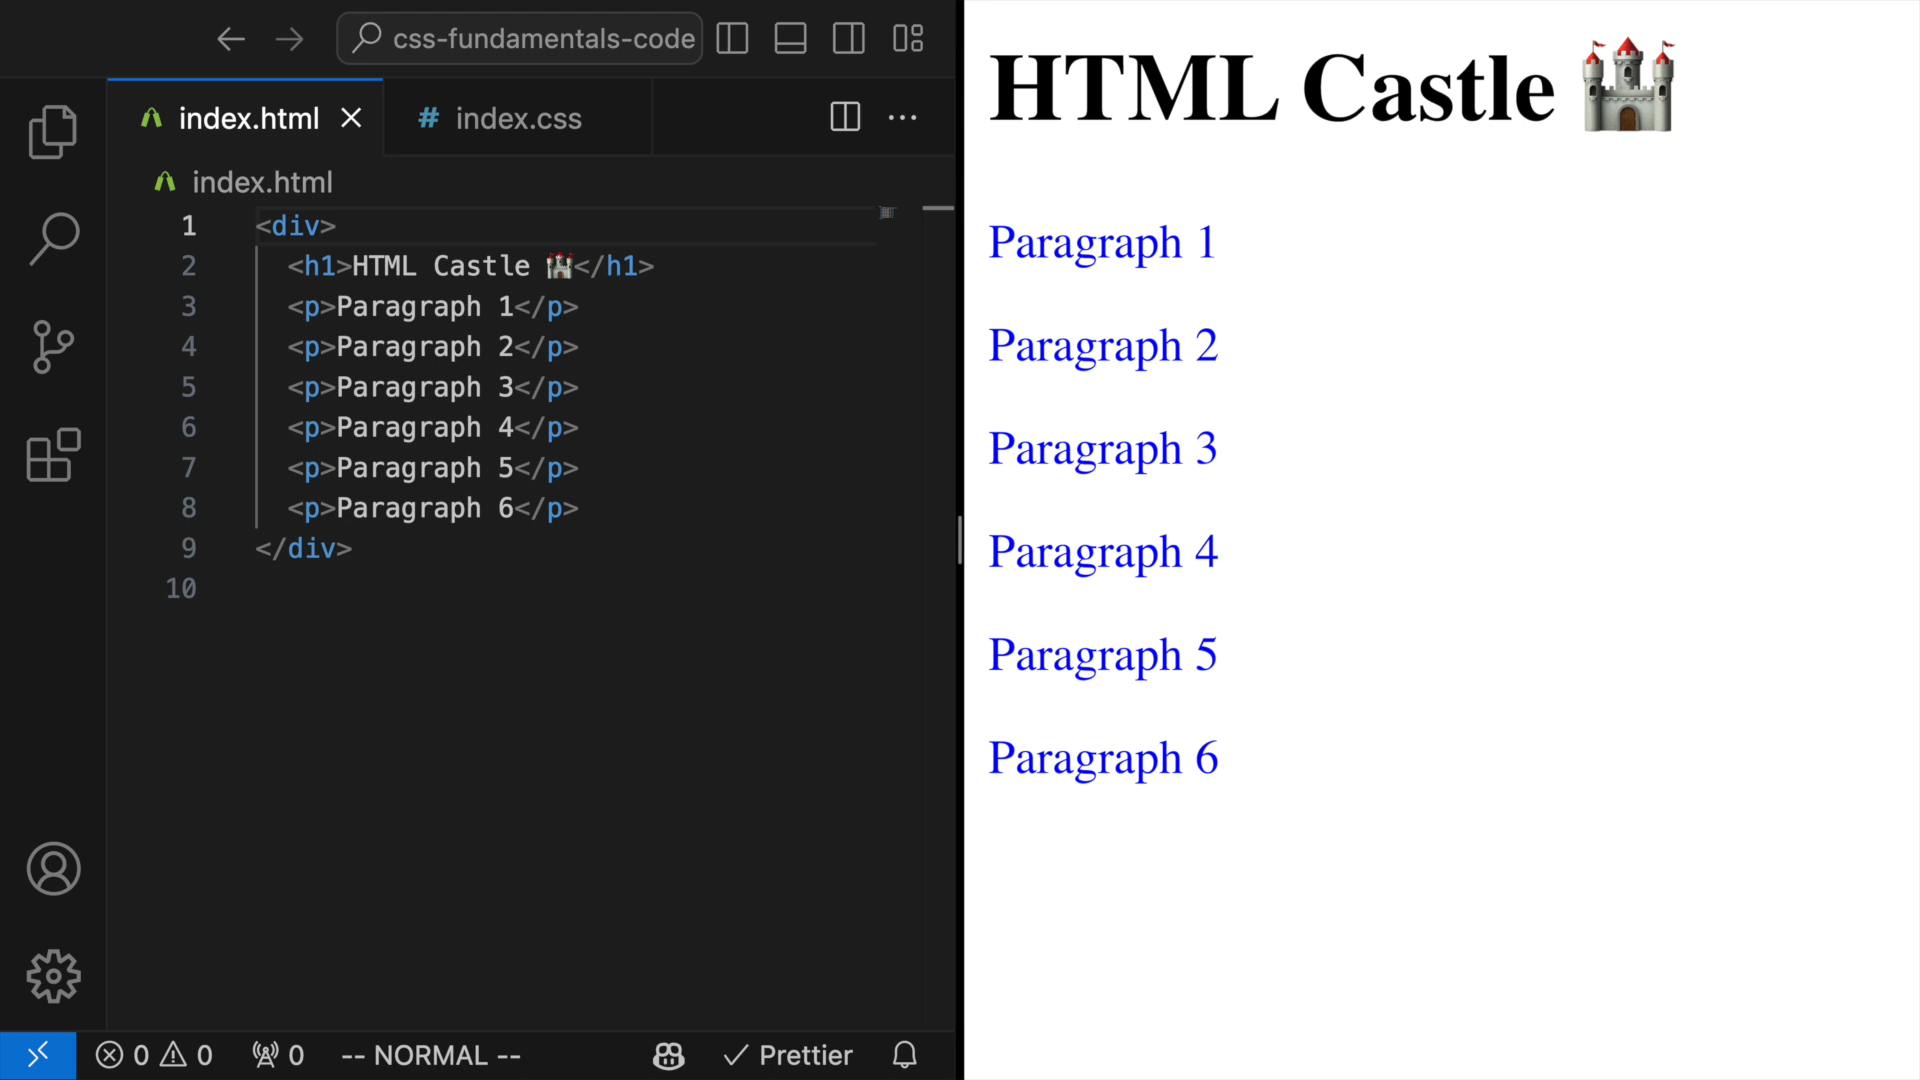 css-fundamentals-code
index.html
# index.css
index.html
1 <div>
2 <h1>HTML Castle 🏰</h1>
3 <p>Paragraph 1</p>
4 <p>Paragraph 2</p>
5 <p>Paragraph 3</p>
6 <p>Paragraph 4</p>
7 <p>Paragraph 5</p>
8 <p>Paragraph 6</p>
9 </div>
10
0 0 0 -- NORMAL -- Prettier
HTML Castle 🏰
Paragraph 1
Paragraph 2
Paragraph 3
Paragraph 4
Paragraph 5
Paragraph 6